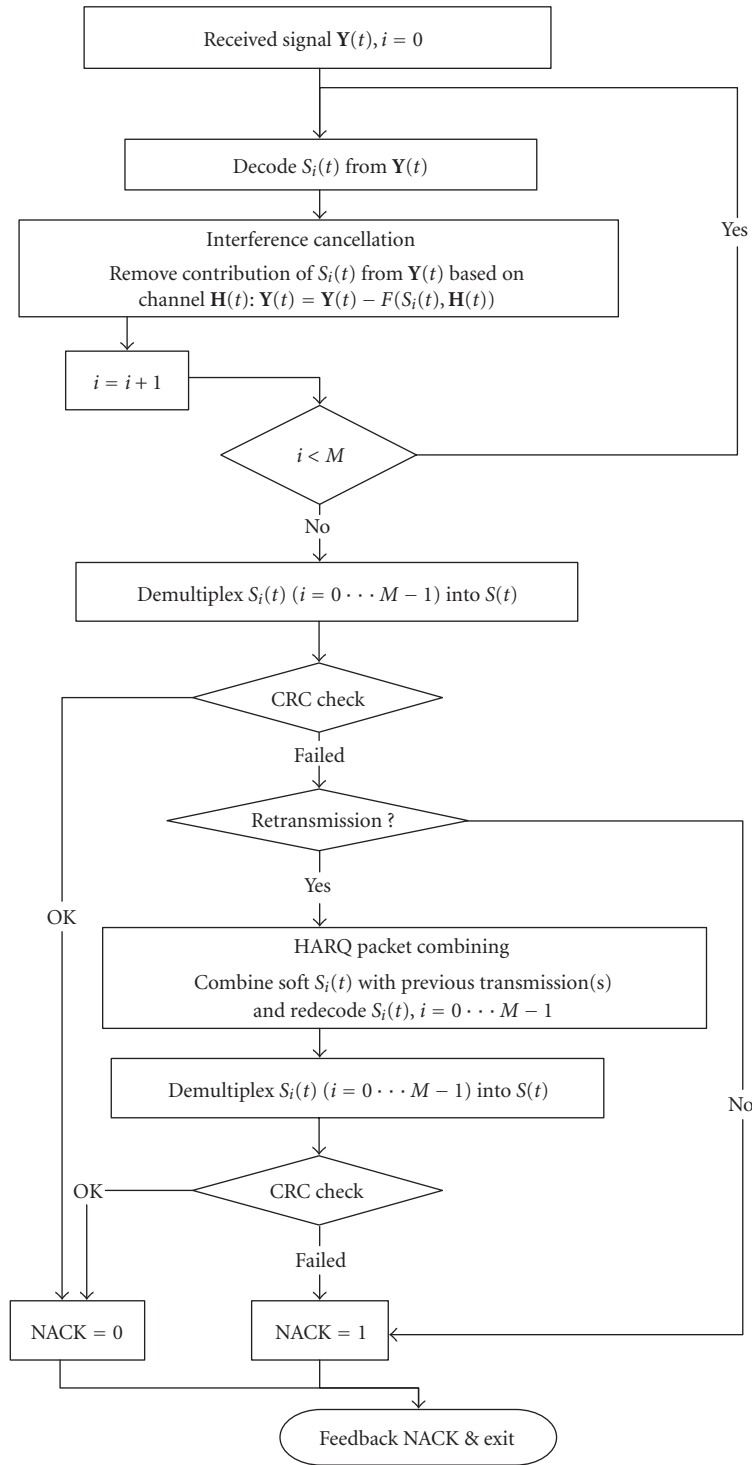 Received signal Y(t), i = 0
Decode S_i(t) from Y(t)
Interference cancellation
Remove contribution of S_i(t) from Y(t) based on
channel H(t): Y(t) = Y(t) − F(S_i(t), H(t))
Yes
i = i + 1
i < M
No
Demultiplex S_i(t) (i = 0 · · · M − 1) into S(t)
CRC check
Failed
Retransmission ?
Yes
OK
HARQ packet combining
Combine soft S_i(t) with previous transmission(s)
and redecode S_i(t), i = 0 · · · M − 1
Demultiplex S_i(t) (i = 0 · · · M − 1) into S(t)
No
OK
CRC check
Failed
NACK = 0
NACK = 1
Feedback NACK & exit